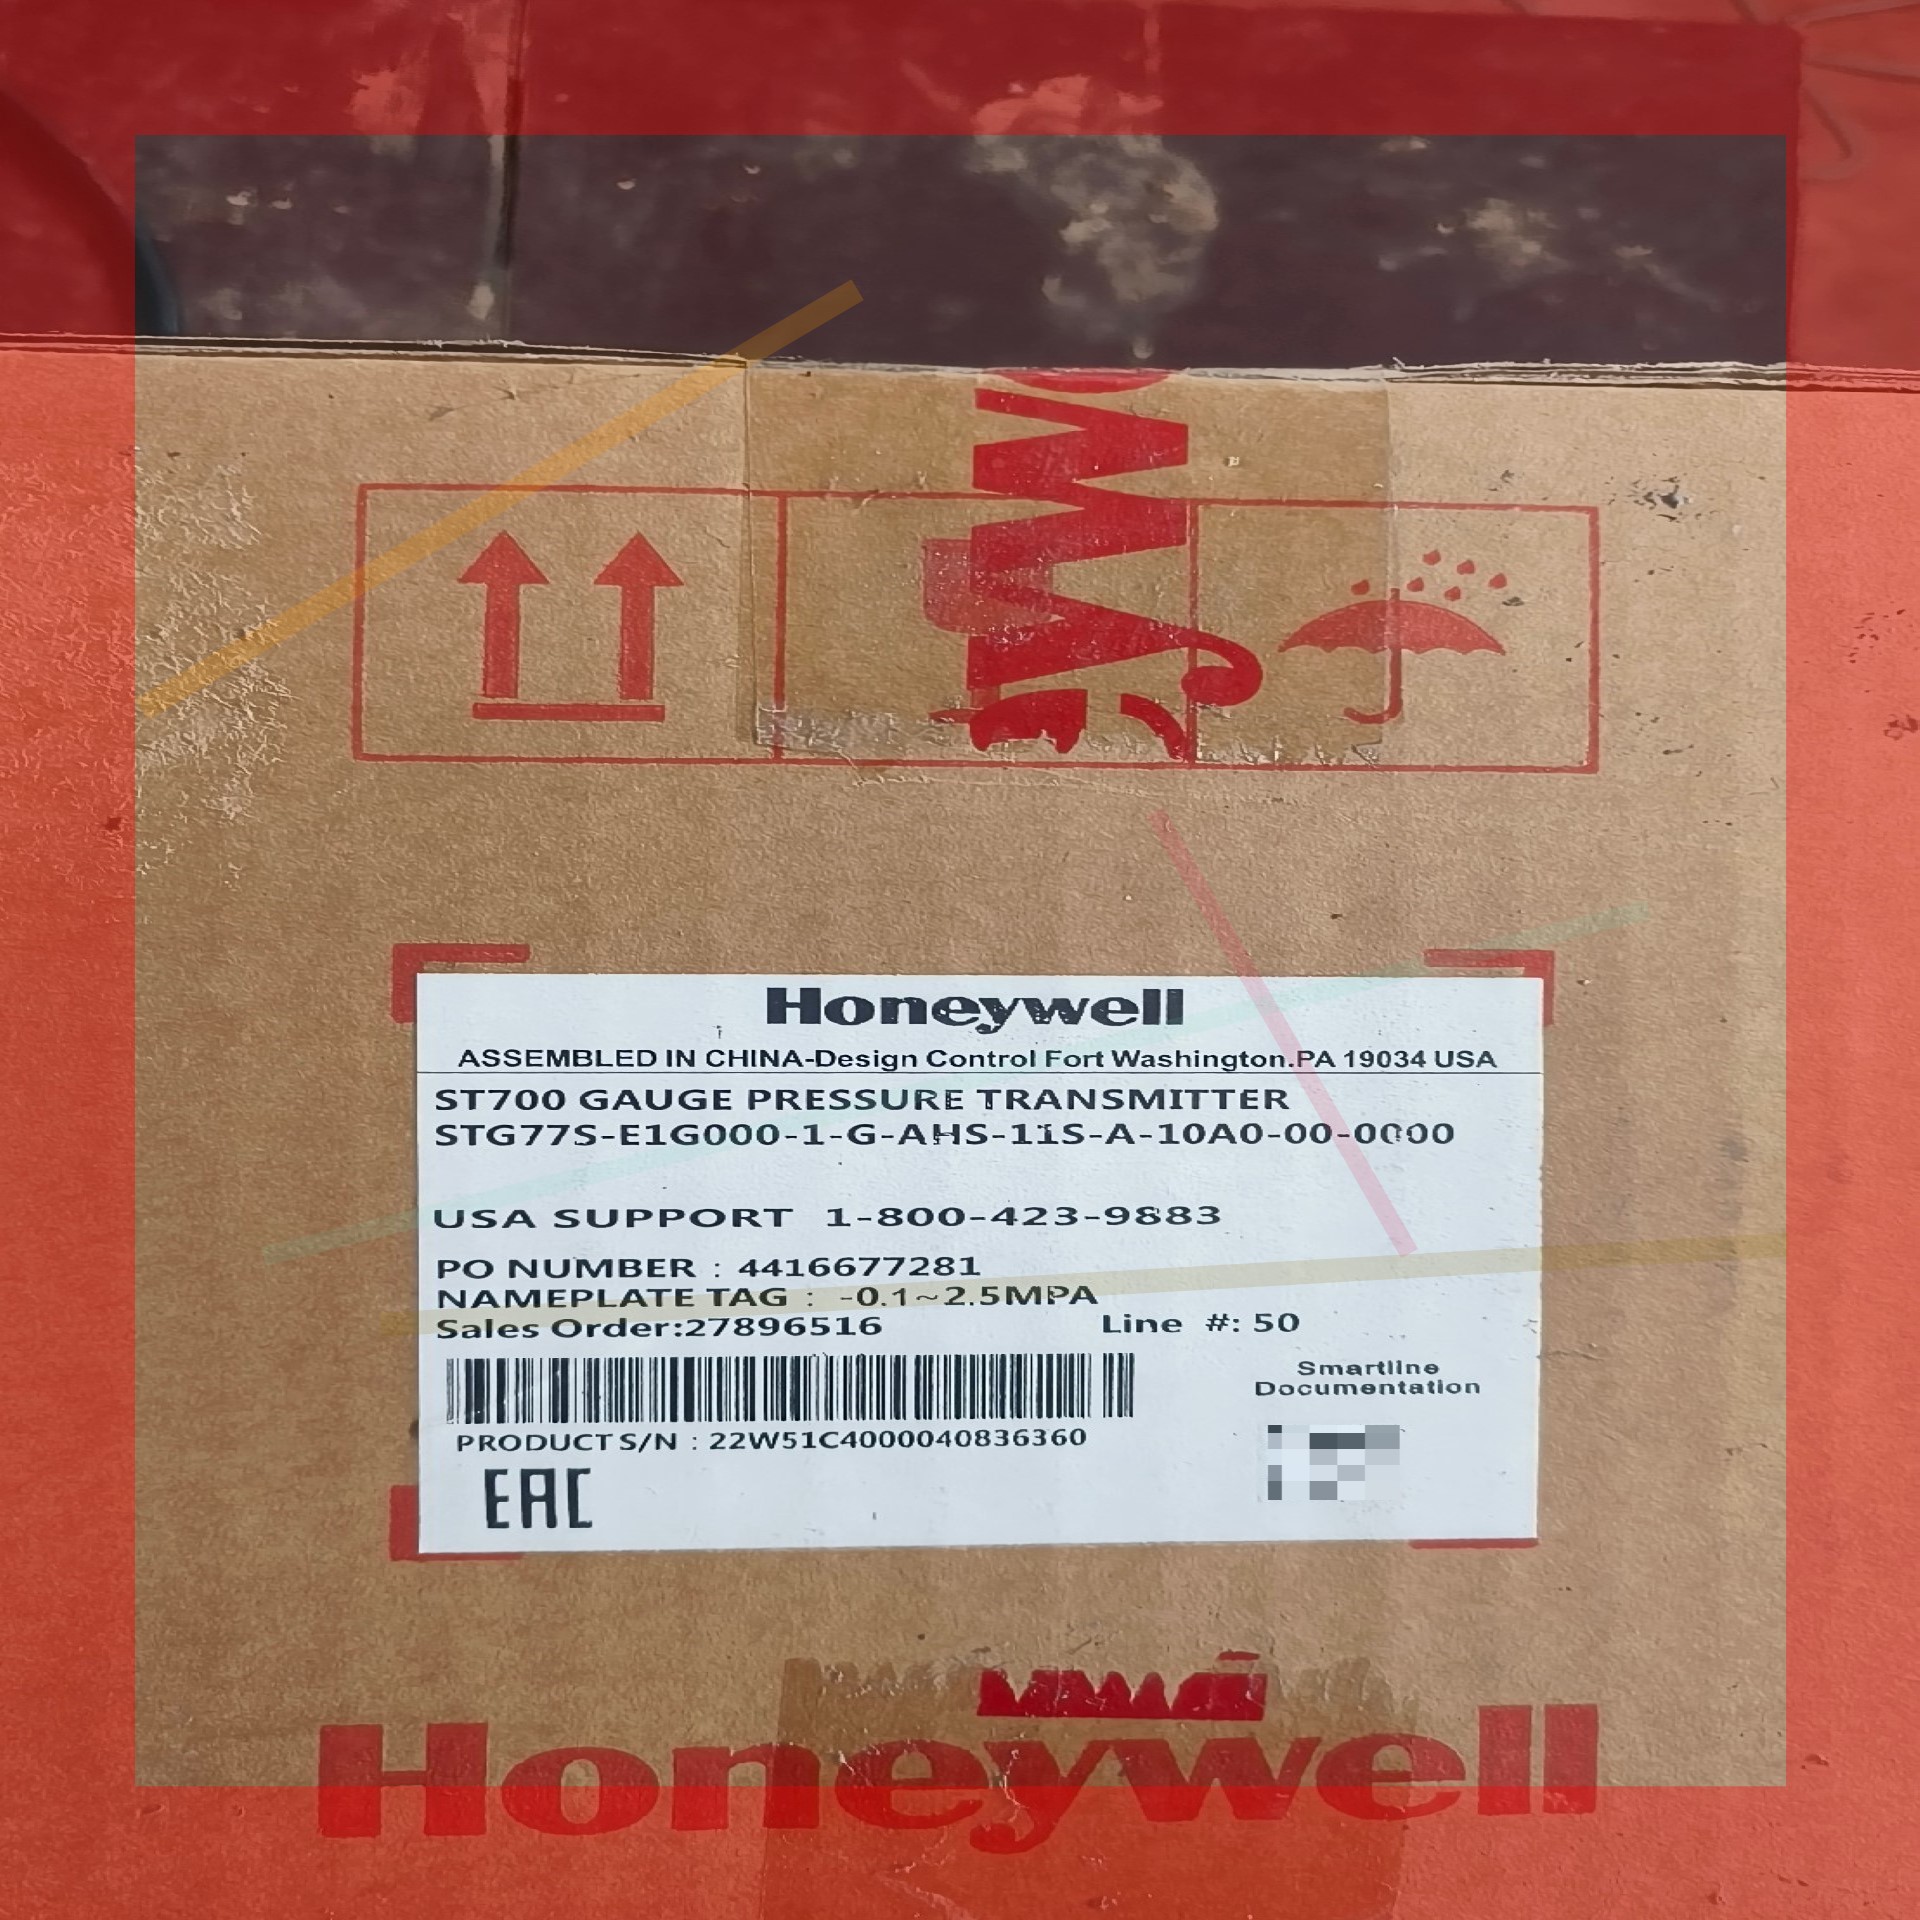 Honeywell
ASSEMBLED IN CHINA-Design Control Fort Washington.PA 19034 USA
ST700 GAUGE PRESSURE TRANSMITTER
STG77S-E1G000-1-G-AHS-11S-A-10A0-00-0000
USA SUPPORT 1-800-423-9883
PO NUMBER : 4416677281
NAMEPLATE TAG : -0.1~2.5MPA
Sales Order:27896516 Line #: 50
Smartline
Documentation
PRODUCT S/N : 22W51C4000040836360
EAC
Honeywell